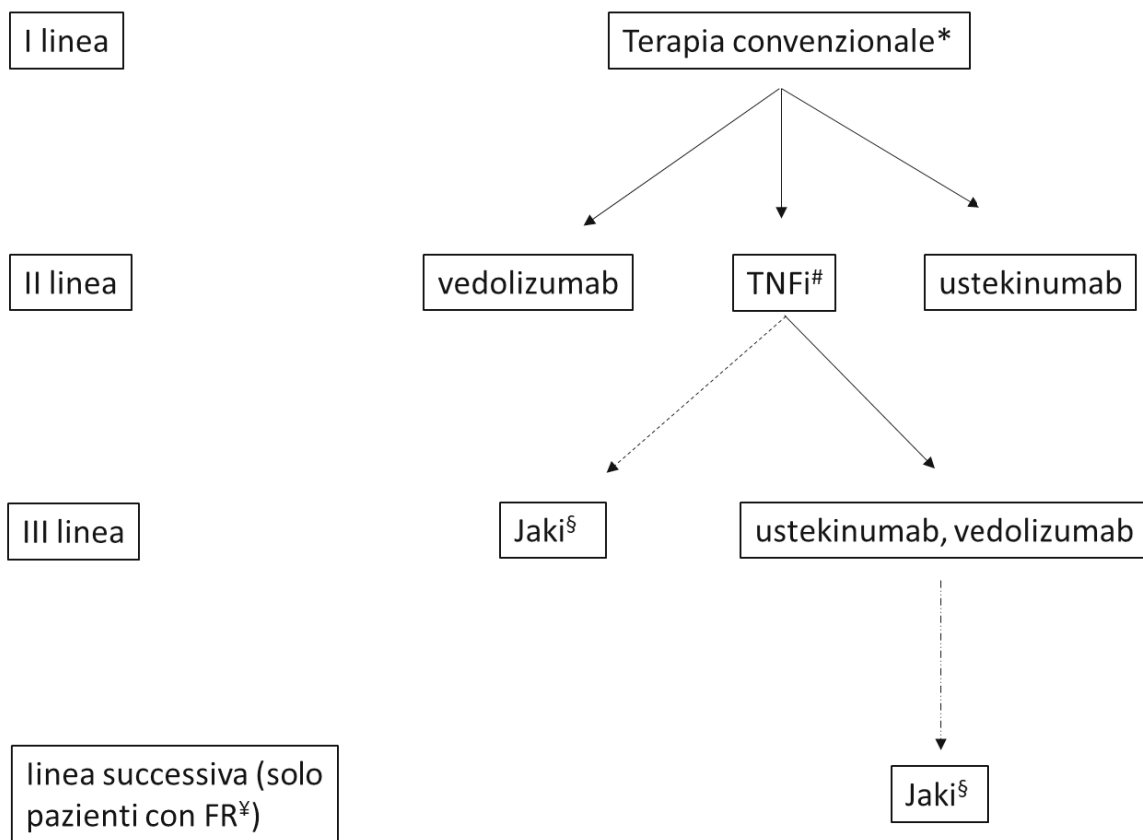 I linea
Terapia convenzionale*
II linea
vedolizumab
TNFi#
ustekinumab
III linea
Jaki§
ustekinumab, vedolizumab
linea successiva (solo
pazienti con FR¥)
Jaki§